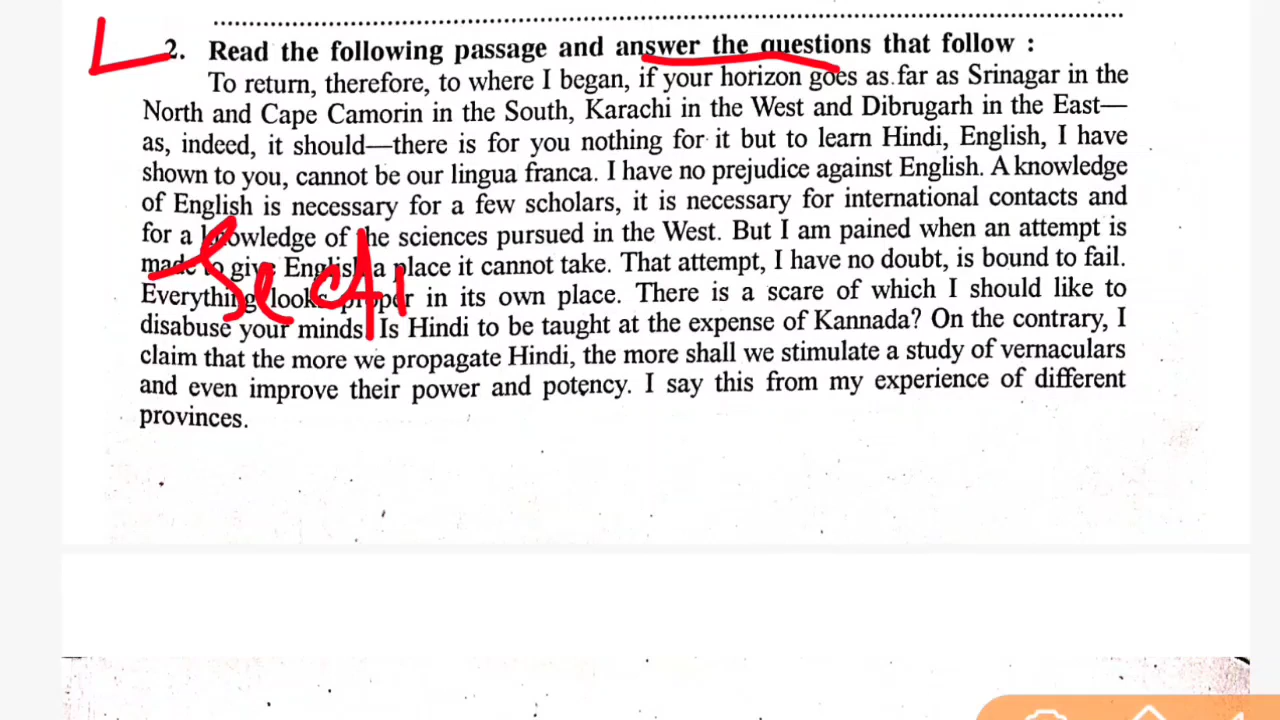 2. Read the following passage and answer the questions that follow :
To return, therefore, to where I began, if your horizon goes as far as Srinagar in the
North and Cape Camorin in the South, Karachi in the West and Dibrugarh in the East—
as, indeed, it should—there is for you nothing for it but to learn Hindi, English, I have
shown to you, cannot be our lingua franca. I have no prejudice against English. A knowledge
of English is necessary for a few scholars, it is necessary for international contacts and
for a knowledge of the sciences pursued in the West. But I am pained when an attempt is
made to give English a place it cannot take. That attempt, I have no doubt, is bound to fail.
Everything looks proper in its own place. There is a scare of which I should like to
disabuse your minds. Is Hindi to be taught at the expense of Kannada? On the contrary, I
claim that the more we propagate Hindi, the more shall we stimulate a study of vernaculars
and even improve their power and potency. I say this from my experience of different
provinces.